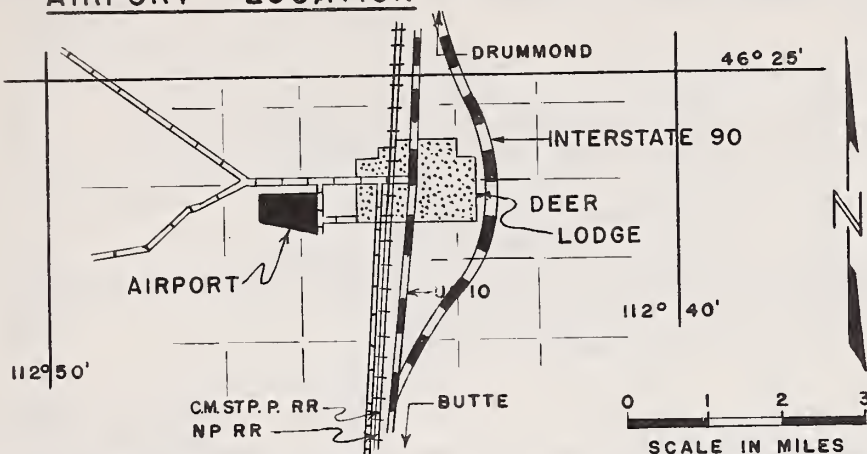 AIRPORT LOCATION
DRUMMOND
46° 25'
INTERSTATE 90
DEER
LODGE
AIRPORT
10
112° 40'
112° 50'
C.M. ST P. P. RR
NP RR
BUTTE
N
0 1 2 3
SCALE IN MILES